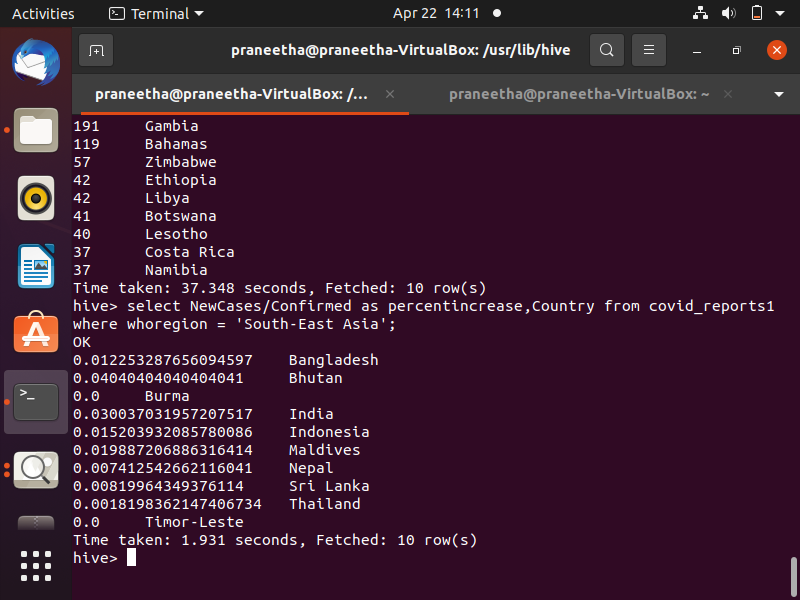 Activities Terminal Apr 22 14:11
praneetha@praneetha-VirtualBox: /usr/lib/hive
praneetha@praneetha-VirtualBox: /... praneetha@praneetha-VirtualBox: ~
191 Gambia
119 Bahamas
57 Zimbabwe
42 Ethiopia
42 Libya
41 Botswana
40 Lesotho
37 Costa Rica
37 Namibia
Time taken: 37.348 seconds, Fetched: 10 row(s)
hive> select NewCases/Confirmed as percentincrease,Country from covid_reports1
where whoregion = 'South-East Asia';
OK
0.012253287656094597 Bangladesh
0.04040404040404041 Bhutan
0.0 Burma
0.030037031957207517 India
0.015203932085780086 Indonesia
0.019887206886316414 Maldives
0.007412542662116041 Nepal
0.00819964349376114 Sri Lanka
0.0018198362147406734 Thailand
0.0 Timor-Leste
Time taken: 1.931 seconds, Fetched: 10 row(s)
hive>